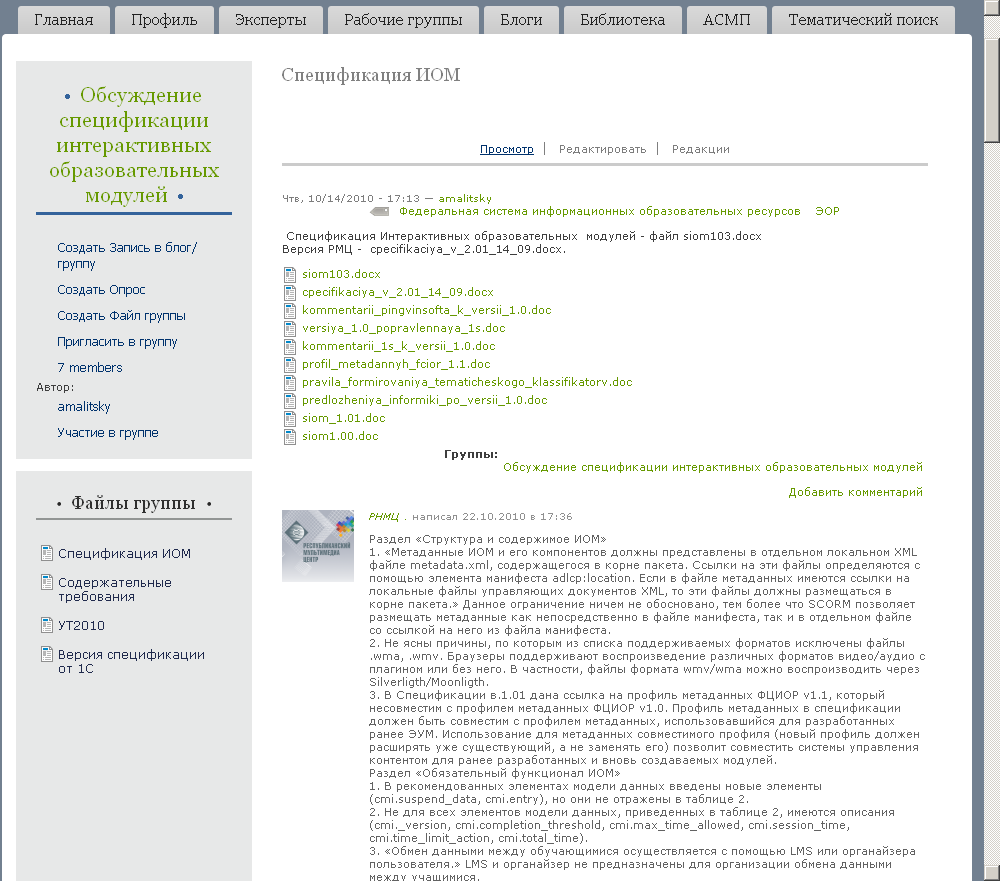 Главная
Профиль
Эксперты
Рабочие группы
Блоги
Библиотека
АСМП
Тематический поиск
• Обсуждение
спецификации
интерактивных
образовательных
модулей •
Создать Запись в блог/
группу
Создать Опрос
Создать Файл группы
Пригласить в группу
7 members
Автор:
amalitsky
Участие в группе
• Файлы группы •
Спецификация ИОМ
Содержательные
требования
УТ2010
Версия спецификации
от 1С
Спецификация ИОМ
Просмотр | Редактировать | Редакции
Чтв, 10/14/2010 - 17:13 — amalitsky
Федеральная система информационных образовательных ресурсов ЭОР
Спецификация Интерактивных образовательных модулей - файл siom103.docx
Версия РМЦ - cpecifikaciya_v_2.01_14_09.docx.
siom103.docx
cpecifikaciya_v_2.01_14_09.docx
kommentarii_pingvinsofta_k_versii_1.0.doc
versiya_1.0_popravlennaya_1s.doc
kommentarii_1s_k_versii_1.0.doc
profil_metadannyh_fcior_1.1.doc
pravila_formirovaniya_tematicheskogo_klassifikatorv.doc
predlozheniya_informiki_po_versii_1.0.doc
siom_1.01.doc
siom1.00.doc
Группы:
Обсуждение спецификации интерактивных образовательных модулей
Добавить комментарий
РЕСПУБЛИКАНСКИЙ
МУЛЬТИМЕДИА
ЦЕНТР
РНМЦ . написал 22.10.2010 в 17:36
Раздел «Структура и содержимое ИОМ»
1. «Метаданные ИОМ и его компонентов должны представлены в отдельном локальном XML
файле metadata.xml, содержащегося в корне пакета. Ссылки на эти файлы определяются с
помощью элемента манифеста adlcp:location. Если в файле метаданных имеются ссылки на
локальные файлы управляющих документов XML, то эти файлы должны размещаться в
корне пакета.» Данное ограничение ничем не обосновано, тем более что SCORM позволяет
размещать метаданные как непосредственно в файле манифеста, так и в отдельном файле
со ссылкой на него из файла манифеста.
2. Не ясны причины, по которым из списка поддерживаемых форматов исключены файлы
.wma, .wmv. Браузеры поддерживают воспроизведение различных форматов видео/аудио с
плагином или без него. В частности, файлы формата wmv/wma можно воспроизводить через
Silverligth/Moonligth.
3. В Спецификации в.1.01 дана ссылка на профиль метаданных ФЦИОР v1.1, который
несовместим с профилем метаданных ФЦИОР v1.0. Профиль метаданных в спецификации
должен быть совместим с профилем метаданных, использовавшийся для разработанных
ранее ЭУМ. Использование для метаданных совместимого профиля (новый профиль должен
расширять уже существующий, а не заменять его) позволит совместить системы управления
контентом для ранее разработанных и вновь создаваемых модулей.
Раздел «Обязательный функционал ИОМ»
1. В рекомендованных элементах модели данных введены новые элементы
(cmi.suspend_data, cmi.entry), но они не отражены в таблице 2.
2. Не для всех элементов модели данных, приведенных в таблице 2, имеются описания
(cmi._version, cmi.completion_threshold, cmi.max_time_allowed, cmi.session_time,
cmi.time_limit_action, cmi.total_time).
3. «Обмен данными между обучающимися осуществляется с помощью LMS или органайзера
пользователя.» LMS и органайзер не предназначены для организации обмена данными
между учащимися.